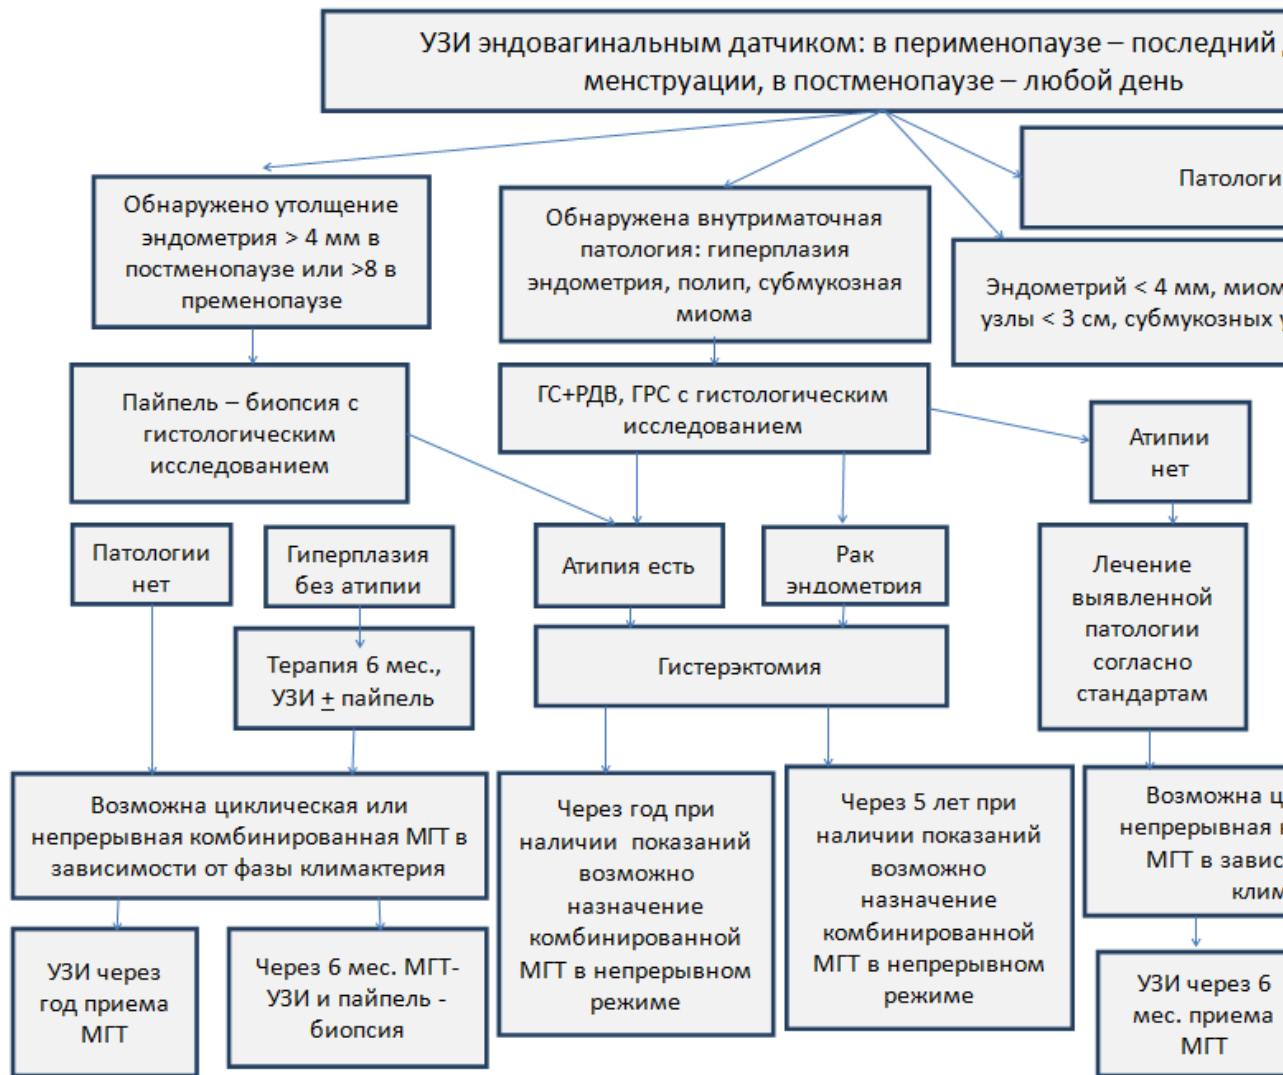 УЗИ эндовагинальным датчиком: в перименопаузе – последний
менструации, в постменопаузе – любой день
Обнаружено утолщение
эндометрия > 4 мм в
постменопаузе или >8 в
пременопаузе
Обнаружена внутриматочная
патология: гиперплазия
эндометрия, полип, субмукозная
миома
Патологи
Эндометрий < 4 мм, миом
узлы < 3 см, субмукозных
Пайпель – биопсия с
гистологическим
исследованием
ГС+РДВ, ГРС с гистологическим
исследованием
Атипии
нет
Патологии
нет
Гиперплазия
без атипии
Атипия есть
Рак
эндометрия
Лечение
выявленной
патологии
согласно
стандартам
Терапия 6 мес.,
УЗИ ± пайпель
Гистерэктомия
Возможна циклическая или
непрерывная комбинированная МГТ в
зависимости от фазы климактерия
Через год при
наличии показаний
возможно
назначение
комбинированной
МГТ в непрерывном
режиме
Через 5 лет при
наличии показаний
возможно
назначение
комбинированной
МГТ в непрерывном
режиме
Возможна ц
непрерывная
МГТ в завис
клим
УЗИ через
год приема
МГТ
Через 6 мес. МГТ-
УЗИ и пайпель -
биопсия
УЗИ через 6
мес. приема
МГТ